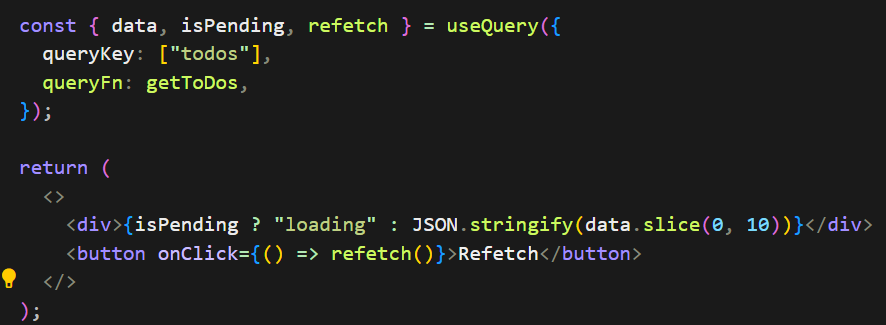 const { data, isPending, refetch } = useQuery({
  queryKey: ["todos"],
  queryFn: getToDos,
});

return (
  <>
    <div>{isPending ? "loading" : JSON.stringify(data.slice(0, 10))}</div>
    <button onClick={() => refetch()}>Refetch</button>
  </>
);